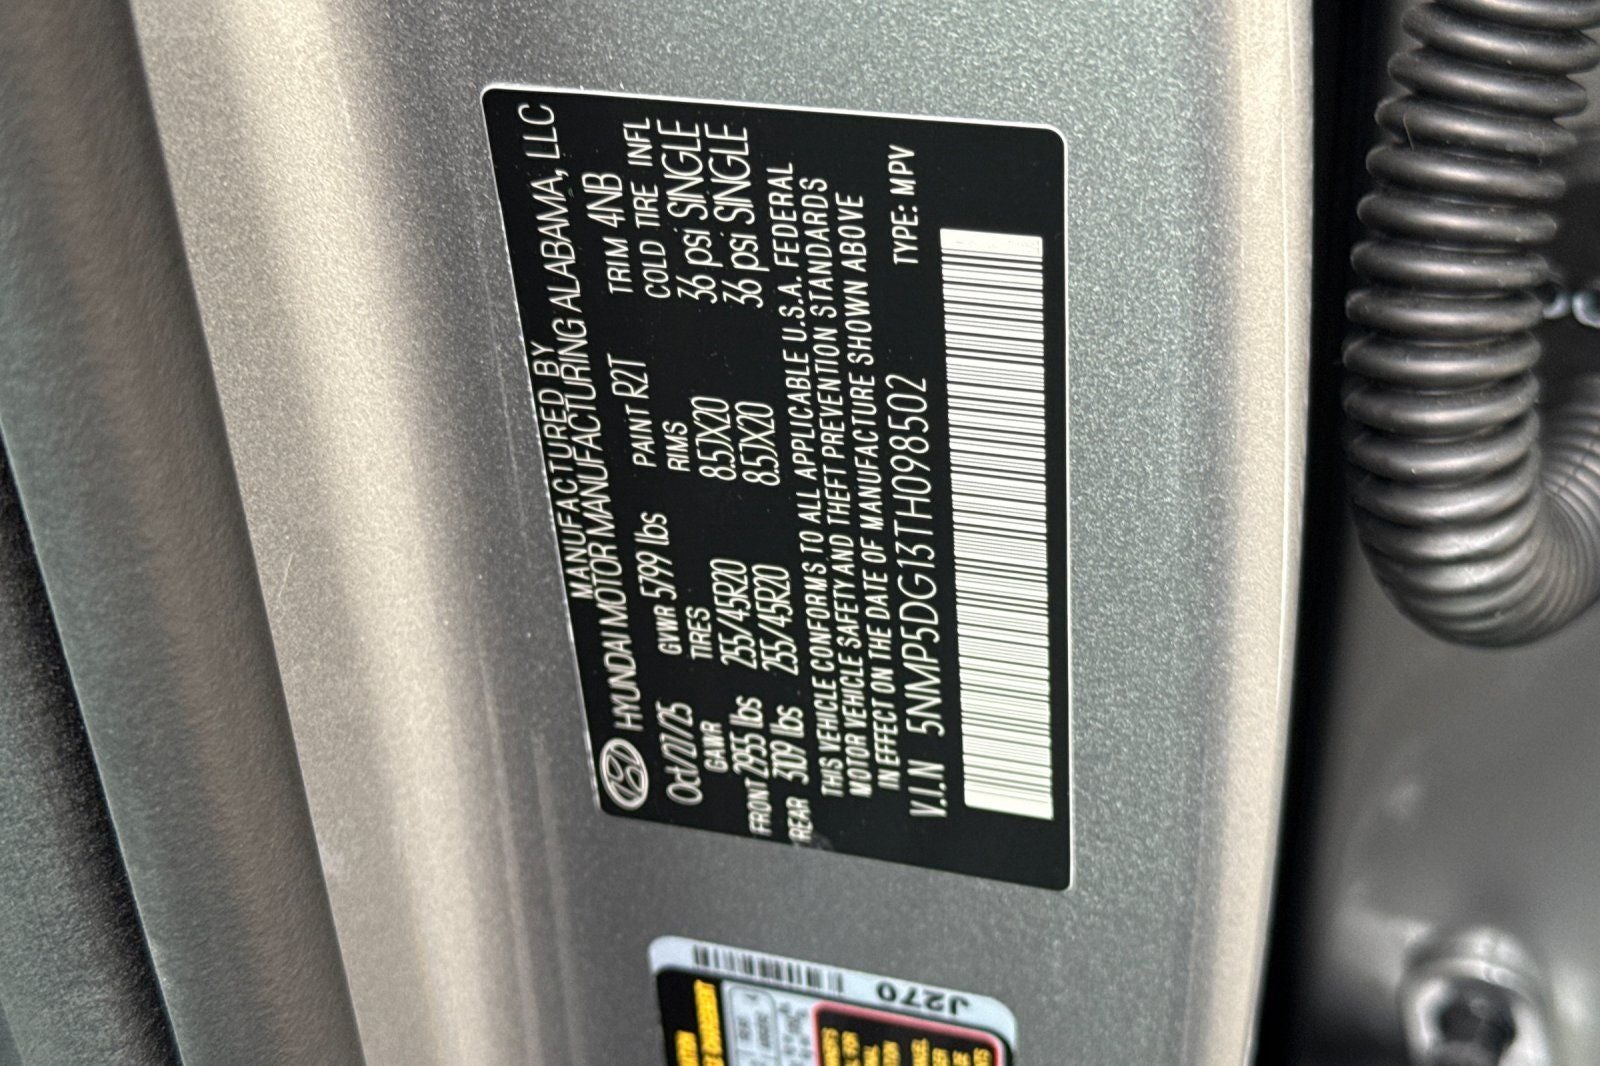 MANUFACTURED BY
HYUNDAI MOTOR MANUFACTURING ALABAMA, LLC
Oct/27/25 GVWR 5799 lbs PAINT R2T TRIM 4NB
GAWR TIRES RIMS COLD TIRE INFL
FRONT 2955 lbs 255/45R20 8.5JX20 36 psi SINGLE
REAR 3109 lbs 255/45R20 8.5JX20 36 psi SINGLE
THIS VEHICLE CONFORMS TO ALL APPLICABLE U.S.A. FEDERAL
MOTOR VEHICLE SAFETY AND THEFT PREVENTION STANDARDS
IN EFFECT ON THE DATE OF MANUFACTURE SHOWN ABOVE
V.I.N 5NMP5DG13TH098502 TYPE: MPV
J270